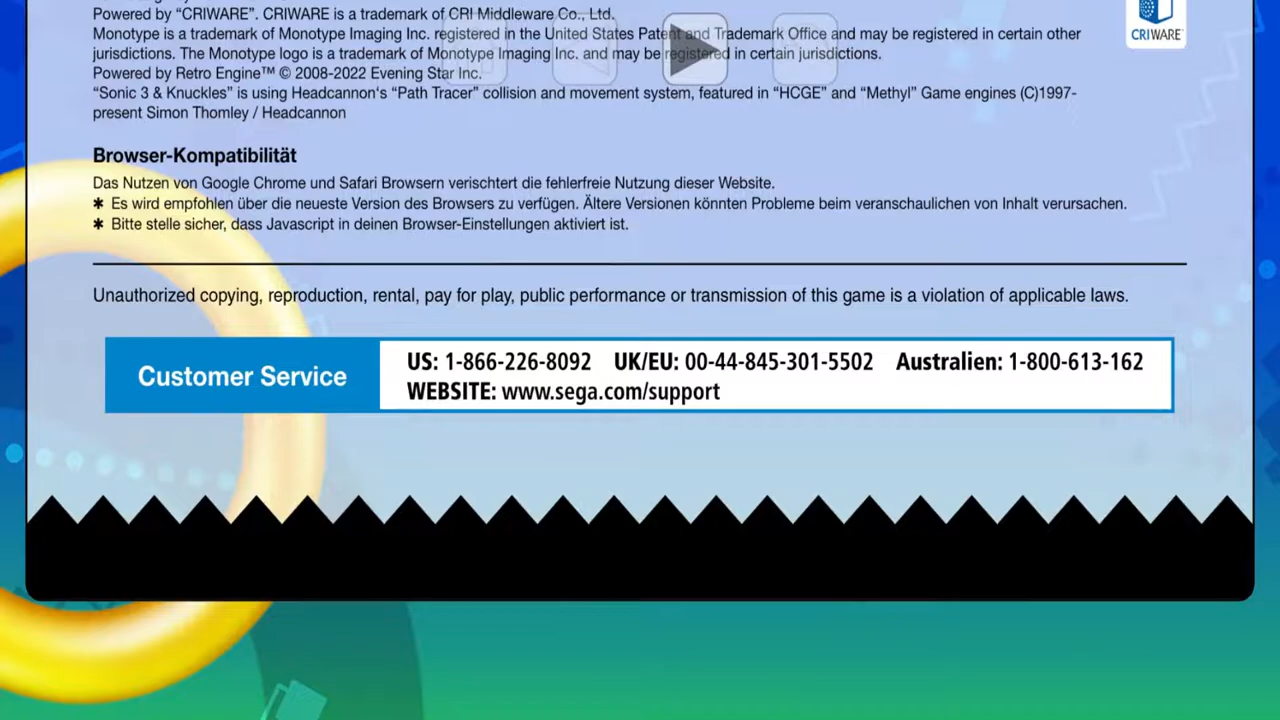 Powered by “CRIWARE”. CRIWARE is a trademark of CRI Middleware Co., Ltd.
CRIWARE
Monotype is a trademark of Monotype Imaging Inc. registered in the United States Patent and Trademark Office and may be registered in certain other
jurisdictions. The Monotype logo is a trademark of Monotype Imaging Inc. and may be registered in certain jurisdictions.
Powered by Retro Engine™ © 2008-2022 Evening Star Inc.
“Sonic 3 & Knuckles” is using Headcannon‘s “Path Tracer” collision and movement system, featured in “HCGE” and “Methyl” Game engines (C)1997-
present Simon Thomley / Headcannon
Browser-Kompatibilität
Das Nutzen von Google Chrome und Safari Browsern verischtert die fehlerfreie Nutzung dieser Website.
✱ Es wird empfohlen über die neueste Version des Browsers zu verfügen. Ältere Versionen könnten Probleme beim veranschaulichen von Inhalt verursachen.
✱ Bitte stelle sicher, dass Javascript in deinen Browser-Einstellungen aktiviert ist.
Unauthorized copying, reproduction, rental, pay for play, public performance or transmission of this game is a violation of applicable laws.
Customer Service
US: 1-866-226-8092 UK/EU: 00-44-845-301-5502 Australien: 1-800-613-162
WEBSITE: www.sega.com/support